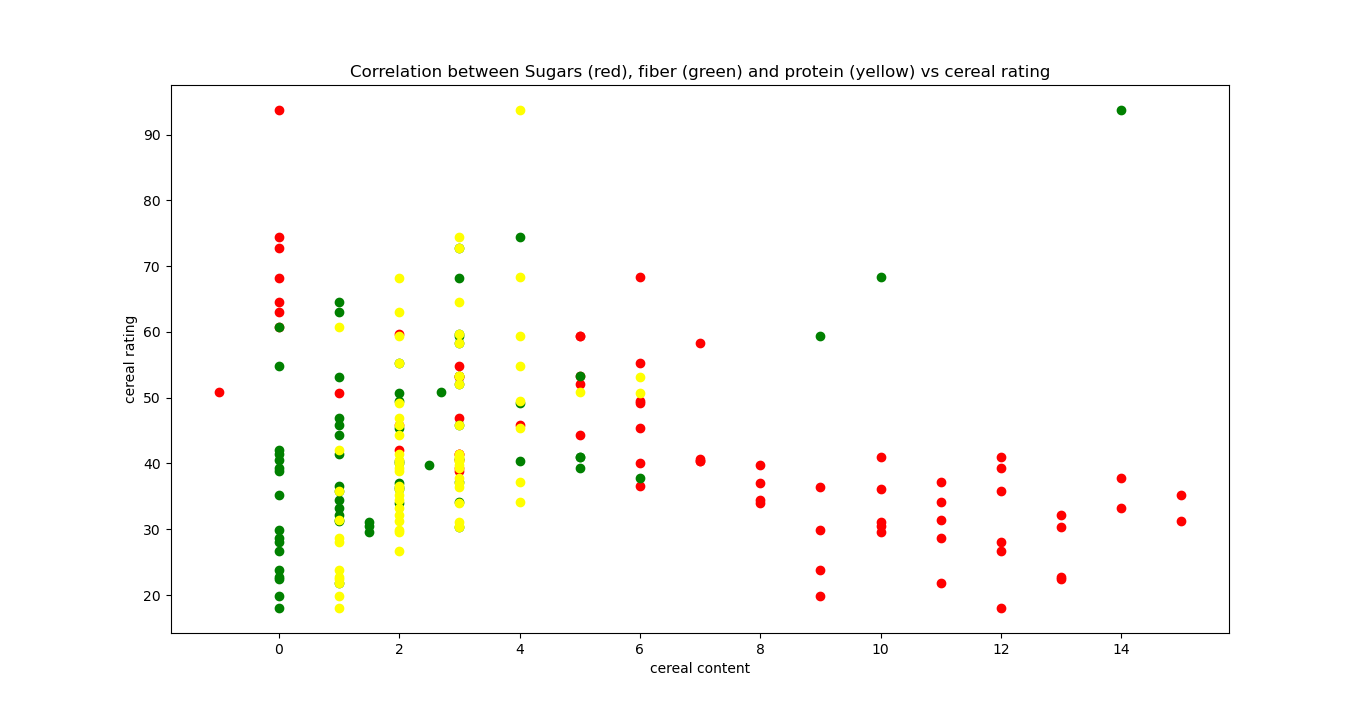 Correlation between Sugars (red), fiber (green) and protein (yellow) vs cereal rating
90
80
70
60
50
40
30
20
cereal rating
0 2 4 6 8 10 12 14
cereal content